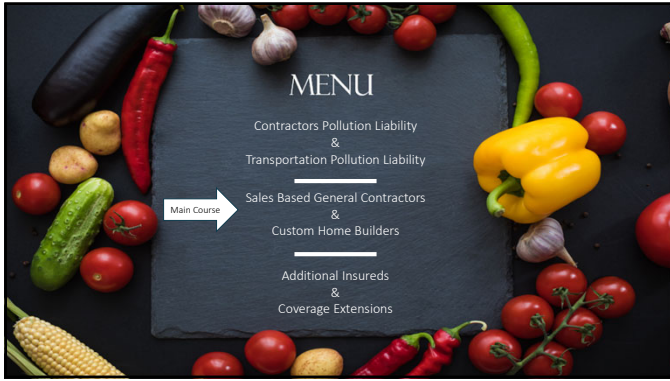 MENU
Contractors Pollution Liability
&
Transportation Pollution Liability
Main Course
Sales Based General Contractors
&
Custom Home Builders
Additional Insureds
&
Coverage Extensions